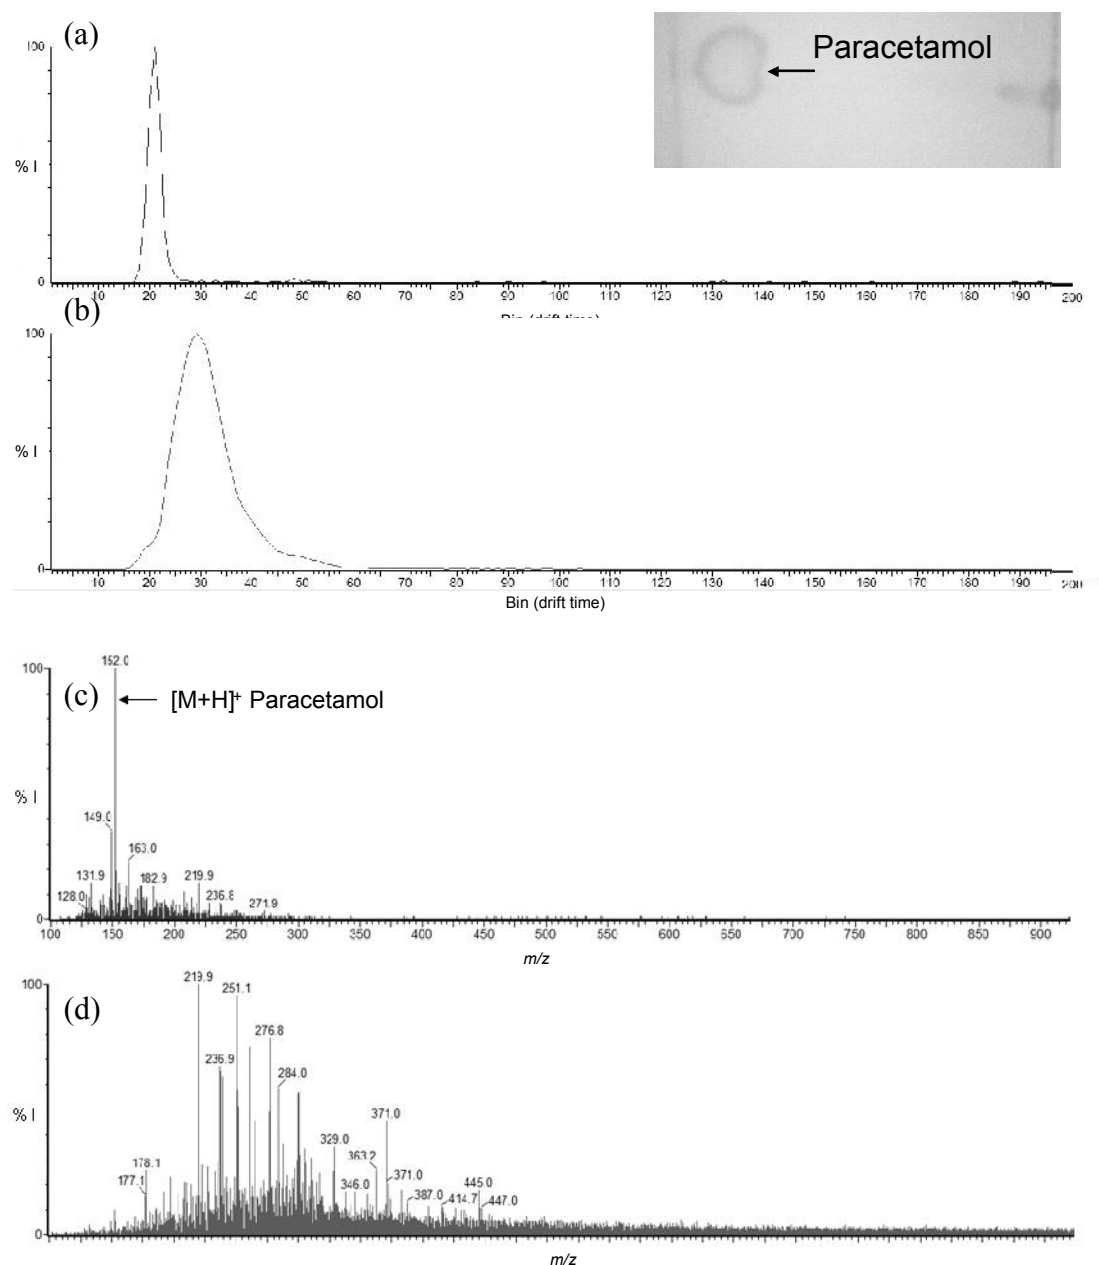 (a)
Paracetamol
100
% I
0
10 20 30 40 50 60 70 80 90 100 110 120 130 140 150 160 170 180 190 200
Bin (drift time)
(b)
100
% I
0
10 20 30 40 50 60 70 80 90 100 110 120 130 140 150 160 170 180 190 200
Bin (drift time)
(c)
152.0
100
[M+H]+ Paracetamol
% I
149.0
163.0
131.9
182.9
219.9
128.0
236.8
271.9
0
100 150 200 250 300 350 400 450 500 550 600 650 700 750 800 850 900
m/z
(d)
219.9
100
251.1
276.8
236.9
284.0
% I
371.0
329.0
363.2
178.1
371.0
177.1
346.0
387.0
414.7
445.0
447.0
0
m/z